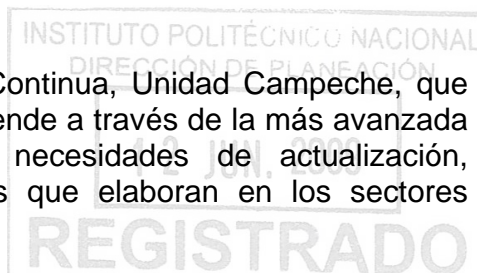 INSTITUTO POLITÉCNICO NACIONAL
DIRECCIÓN DE PLANEACIÓN
Continua, Unidad Campeche, que
ende a través de la más avanzada
necesidades de actualización,
12 JUN.
s que elaboran en los sectores
REGISTRADO